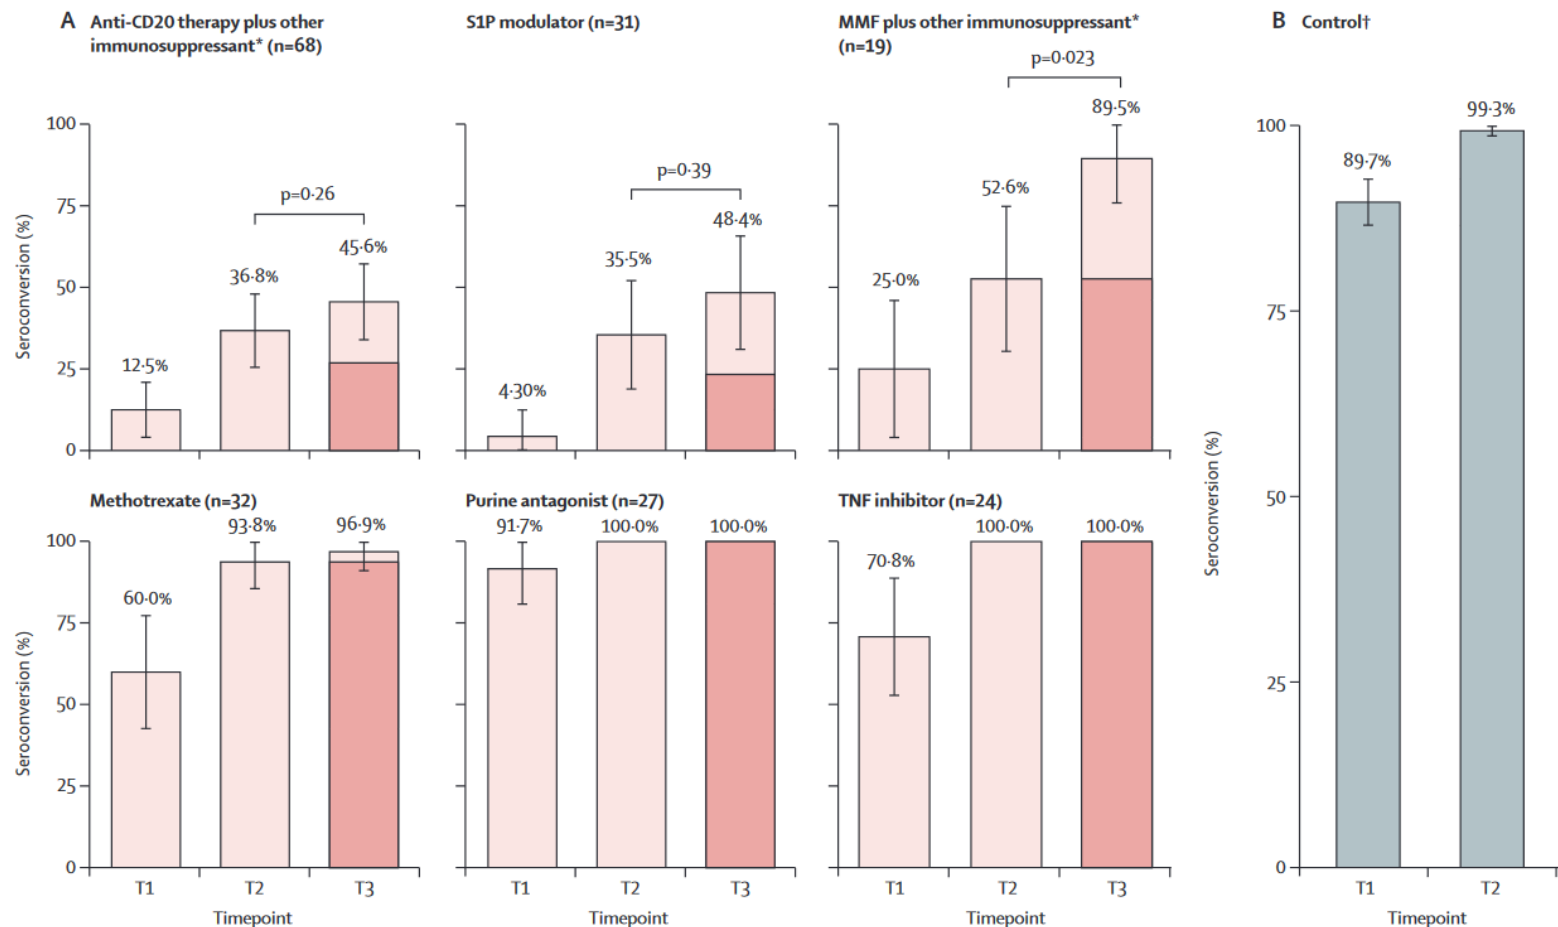 A
Anti-CD20 therapy plus other
immunosuppressant* (n=68)
Seroconversion (%)
100
75
50
25
0
12·5%
36·8%
45·6%
p=0·26
S1P modulator (n=31)
4·30%
35·5%
48·4%
p=0·39
MMF plus other immunosuppressant*
(n=19)
25·0%
52·6%
89·5%
p=0·023
Methotrexate (n=32)
Seroconversion (%)
100
75
50
25
0
60·0%
93·8%
96·9%
T1 T2 T3
Timepoint
Purine antagonist (n=27)
91·7%
100·0%
100·0%
T1 T2 T3
Timepoint
TNF inhibitor (n=24)
70·8%
100·0%
100·0%
T1 T2 T3
Timepoint
B
Control†
Seroconversion (%)
100
75
50
25
0
89·7%
99·3%
T1 T2
Timepoint